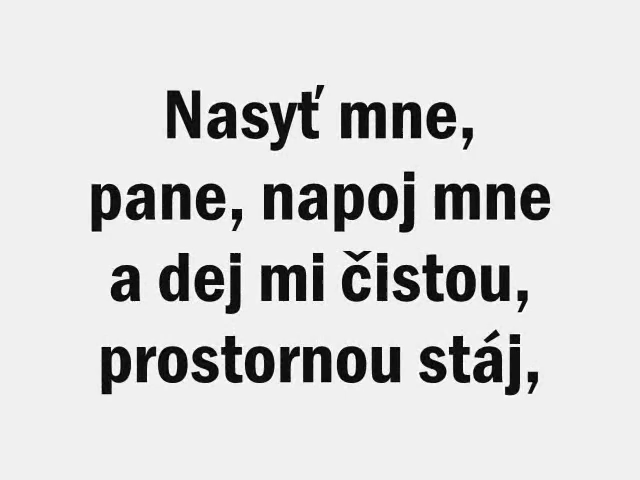 Nasyť mne,
pane, napoj mne
a dej mi čistou,
prostornou stáj,